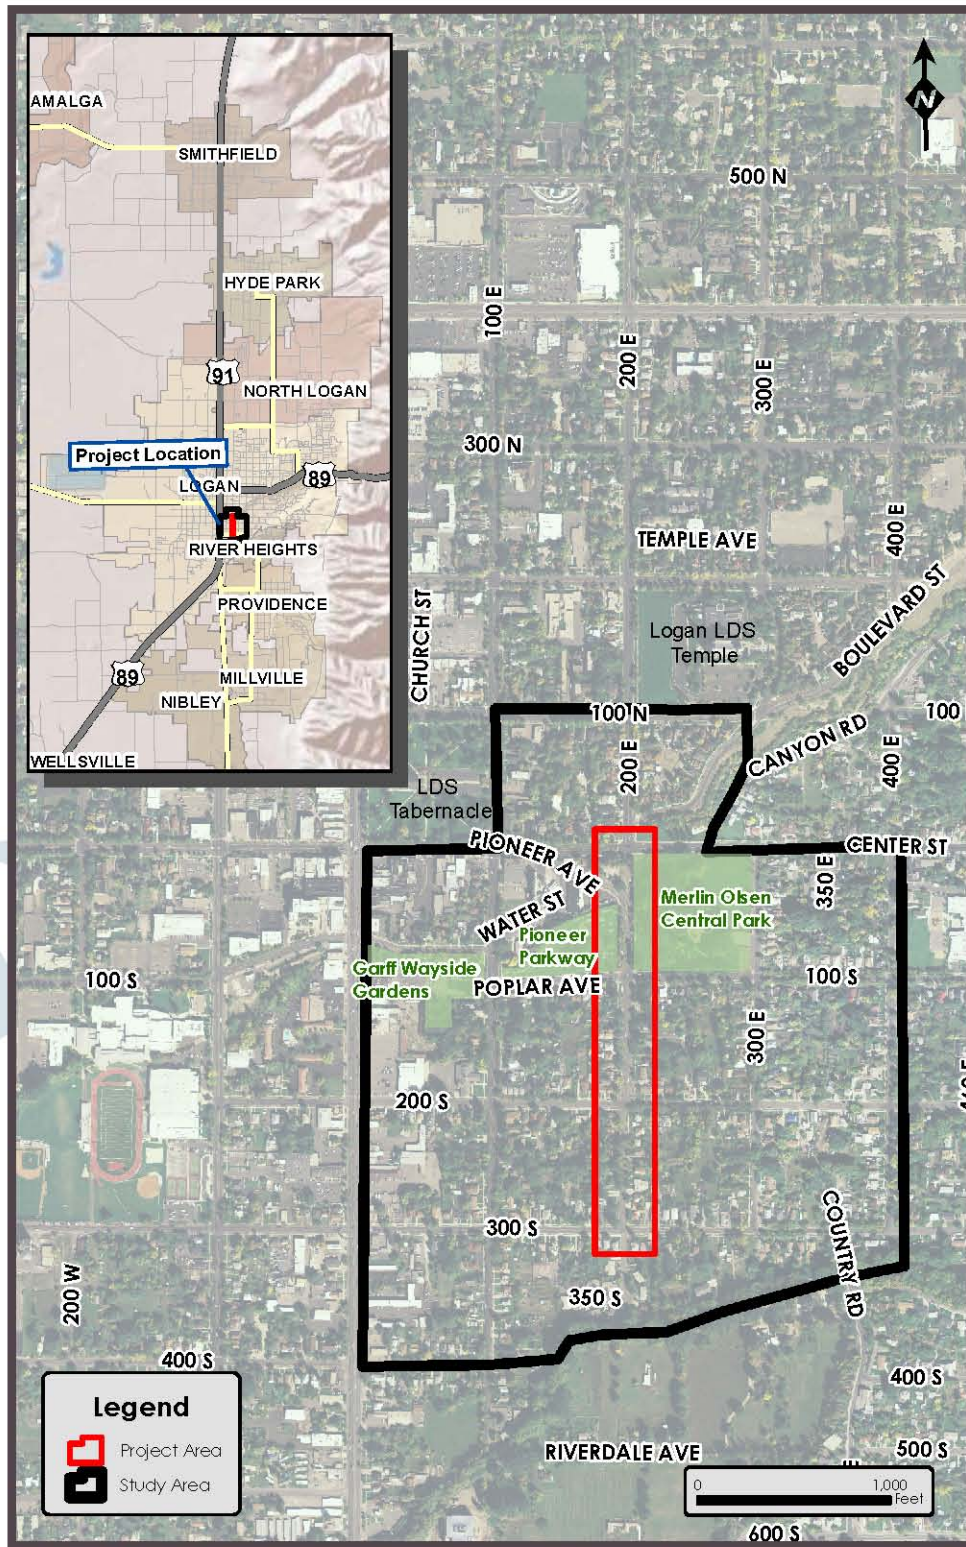 AMALGA
SMITHFIELD
HYDE PARK
91
NORTH LOGAN
Project Location
LOGAN
89
RIVER HEIGHTS
PROVIDENCE
89
MILLVILLE
NIBLEY
WELLSVILLE
N
500 N
100 E
200 E
300 E
300 N
TEMPLE AVE
400 E
BOULEVARD ST
CHURCH ST
Logan LDS
Temple
100 N
100
200 E
CANYON RD
400 E
LDS
Tabernacle
PIONEER AVE
CENTER ST
350 E
WATER ST
Merlin Olsen
Central Park
Pioneer
Parkway
Garff Wayside
Gardens
100 S
POPLAR AVE
100 S
300 E
200 S
COUNTRY RD
300 S
200 W
350 S
400 S
400 S
Legend
Project Area
Study Area
RIVERDALE AVE
500 S
0 1,000
Feet
600 S